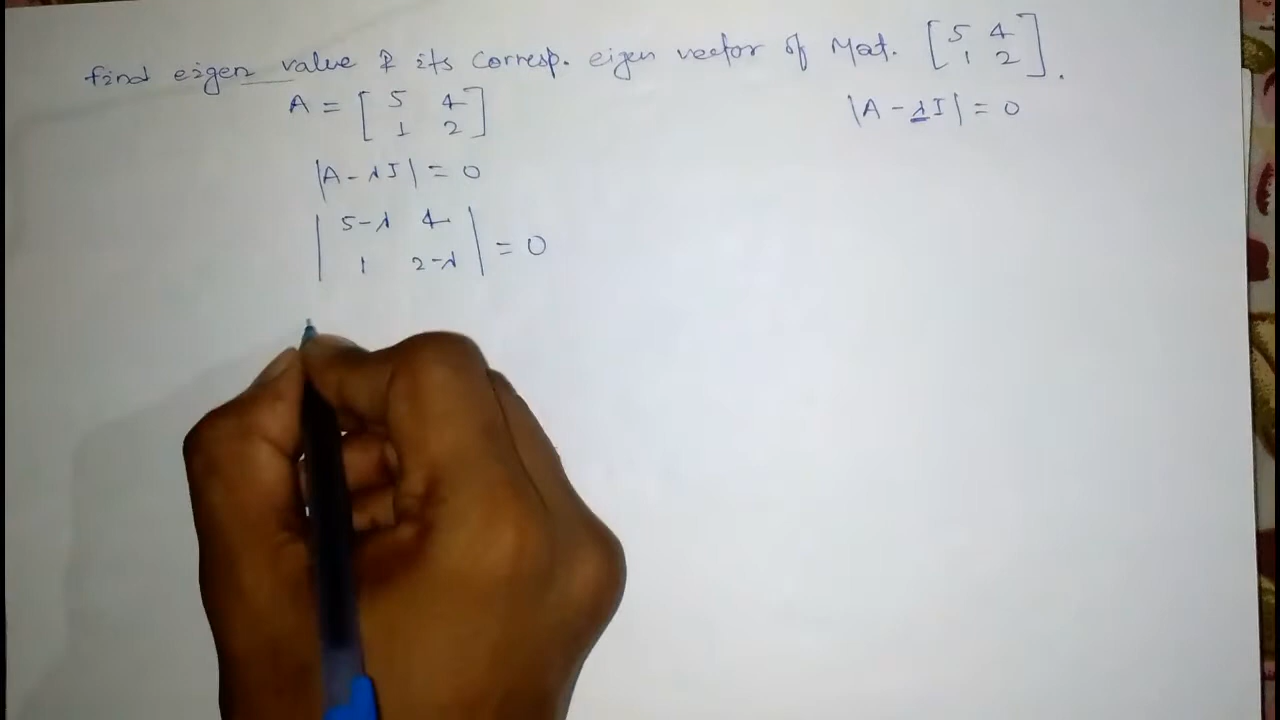 find eigen value & its corresp. eigen vector of Mat. [5 4
1 2].
A = [5 4
1 2]
|A - λI| = 0
|A - λI| = 0
|5-λ 4
1 2-λ| = 0